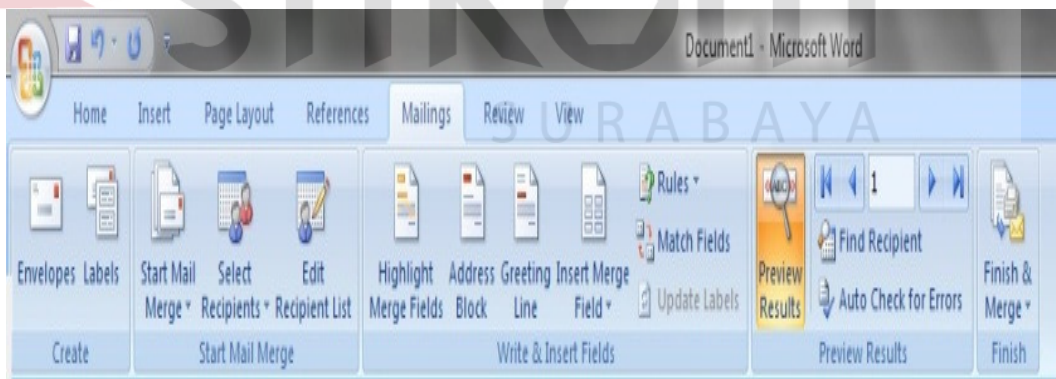 Document1 - Microsoft Word
Home Insert Page Layout References Mailings Review View
SURABAYA
Envelopes Labels
Start Mail Merge
Select Recipients
Edit Recipient List
Highlight Merge Fields
Address Block
Greeting Line
Insert Merge Field
Rules
Match Fields
Update Labels
ABC
Preview Results
1
Find Recipient
Auto Check for Errors
Finish & Merge
Create Start Mail Merge Write & Insert Fields Preview Results Finish